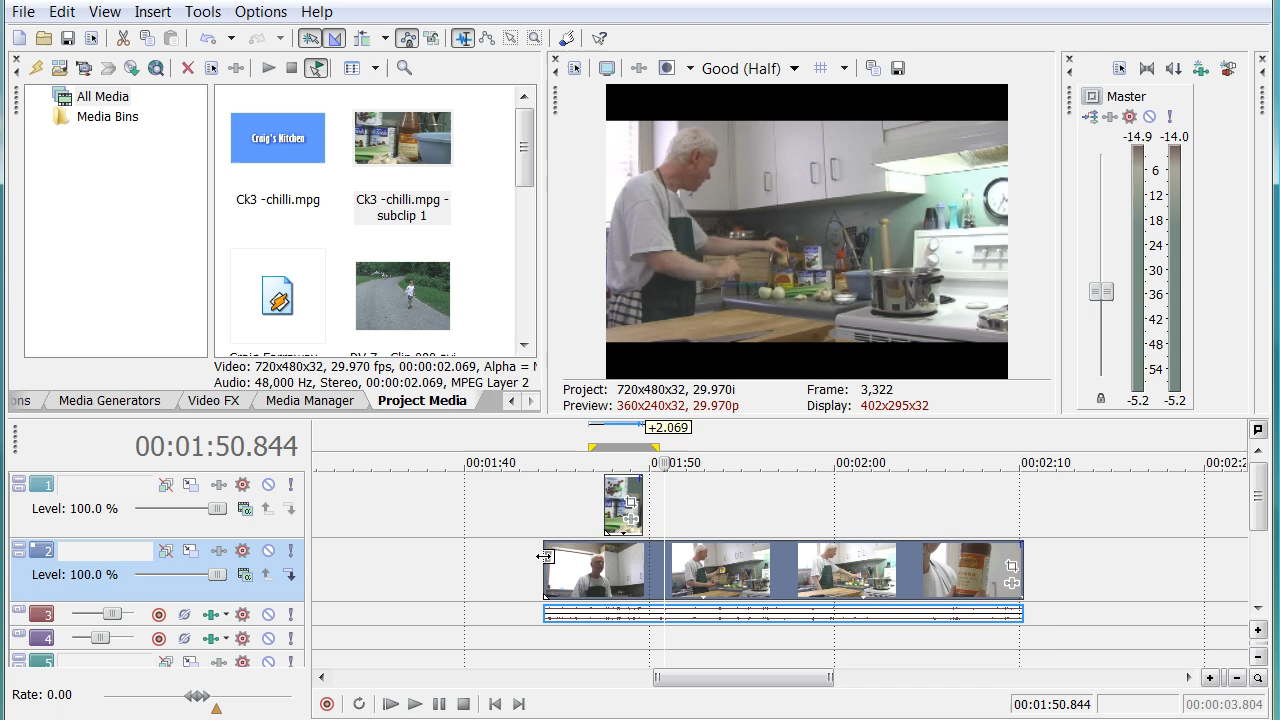 File Edit View Insert Tools Options Help
Good (Half)
All Media
Media Bins
Craig's Kitchen
Ck3 -chilli.mpg
Ck3 -chilli.mpg -
subclip 1
Video: 720x480x32, 29.970 fps, 00:00:02.069, Alpha =
Audio: 48,000 Hz, Stereo, 00:00:02.069, MPEG Layer 2
ons Media Generators Video FX Media Manager Project Media
Project: 720x480x32, 29.970i
Frame: 3,322
Preview: 360x240x32, 29.970p
Display: 402x295x32
Master
-14.9 -14.0
6
12
18
24
30
36
42
48
54
-5.2 -5.2
+2.069
00:01:50.844
00:01:40 00:01:50 00:02:00 00:02:10 00:02:2
1
Level: 100.0 %
2
Level: 100.0 %
3
4
5
Rate: 0.00
00:01:50.844
00:00:03.804